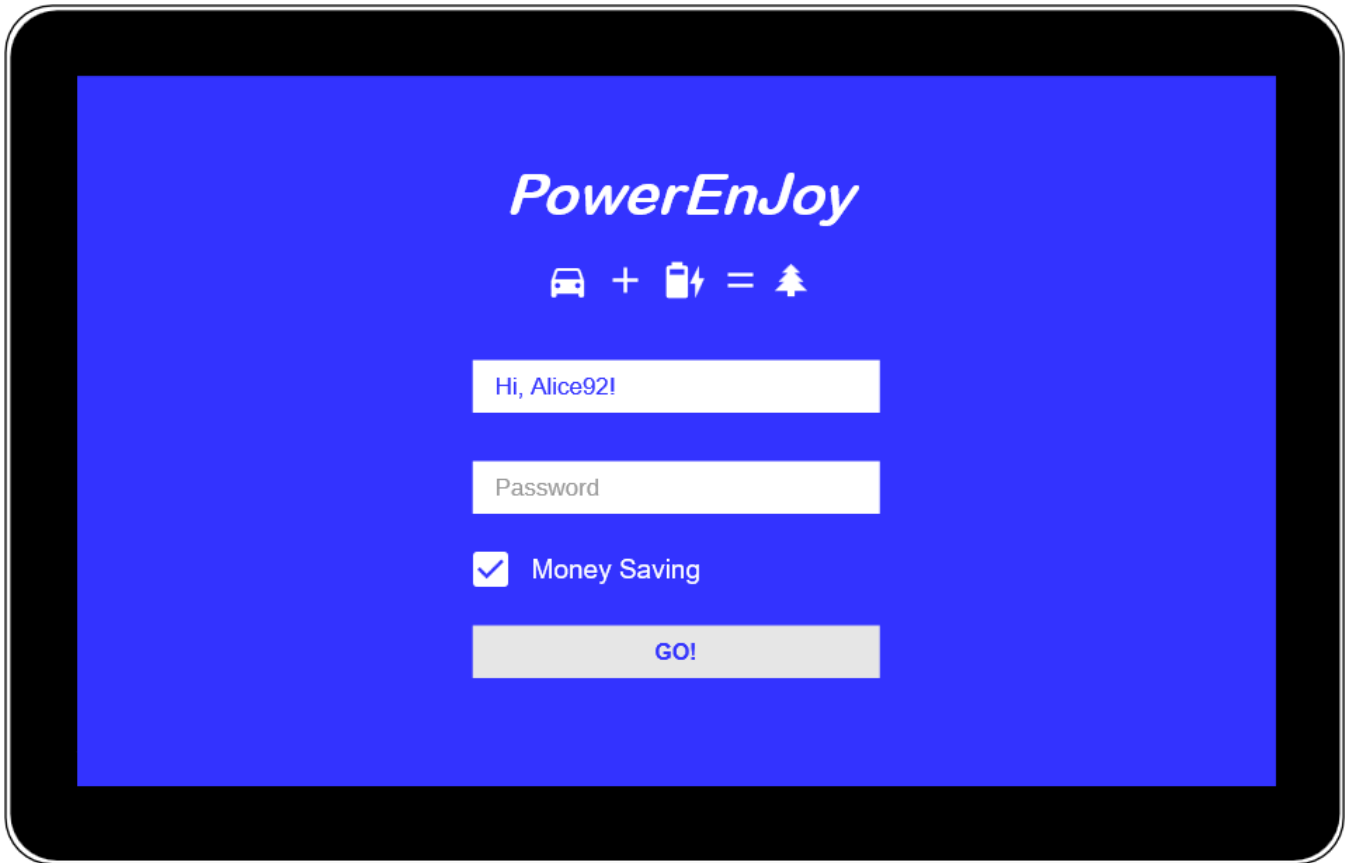 PowerEnJoy
+ =
Hi, Alice92!
Password
Money Saving
GO!